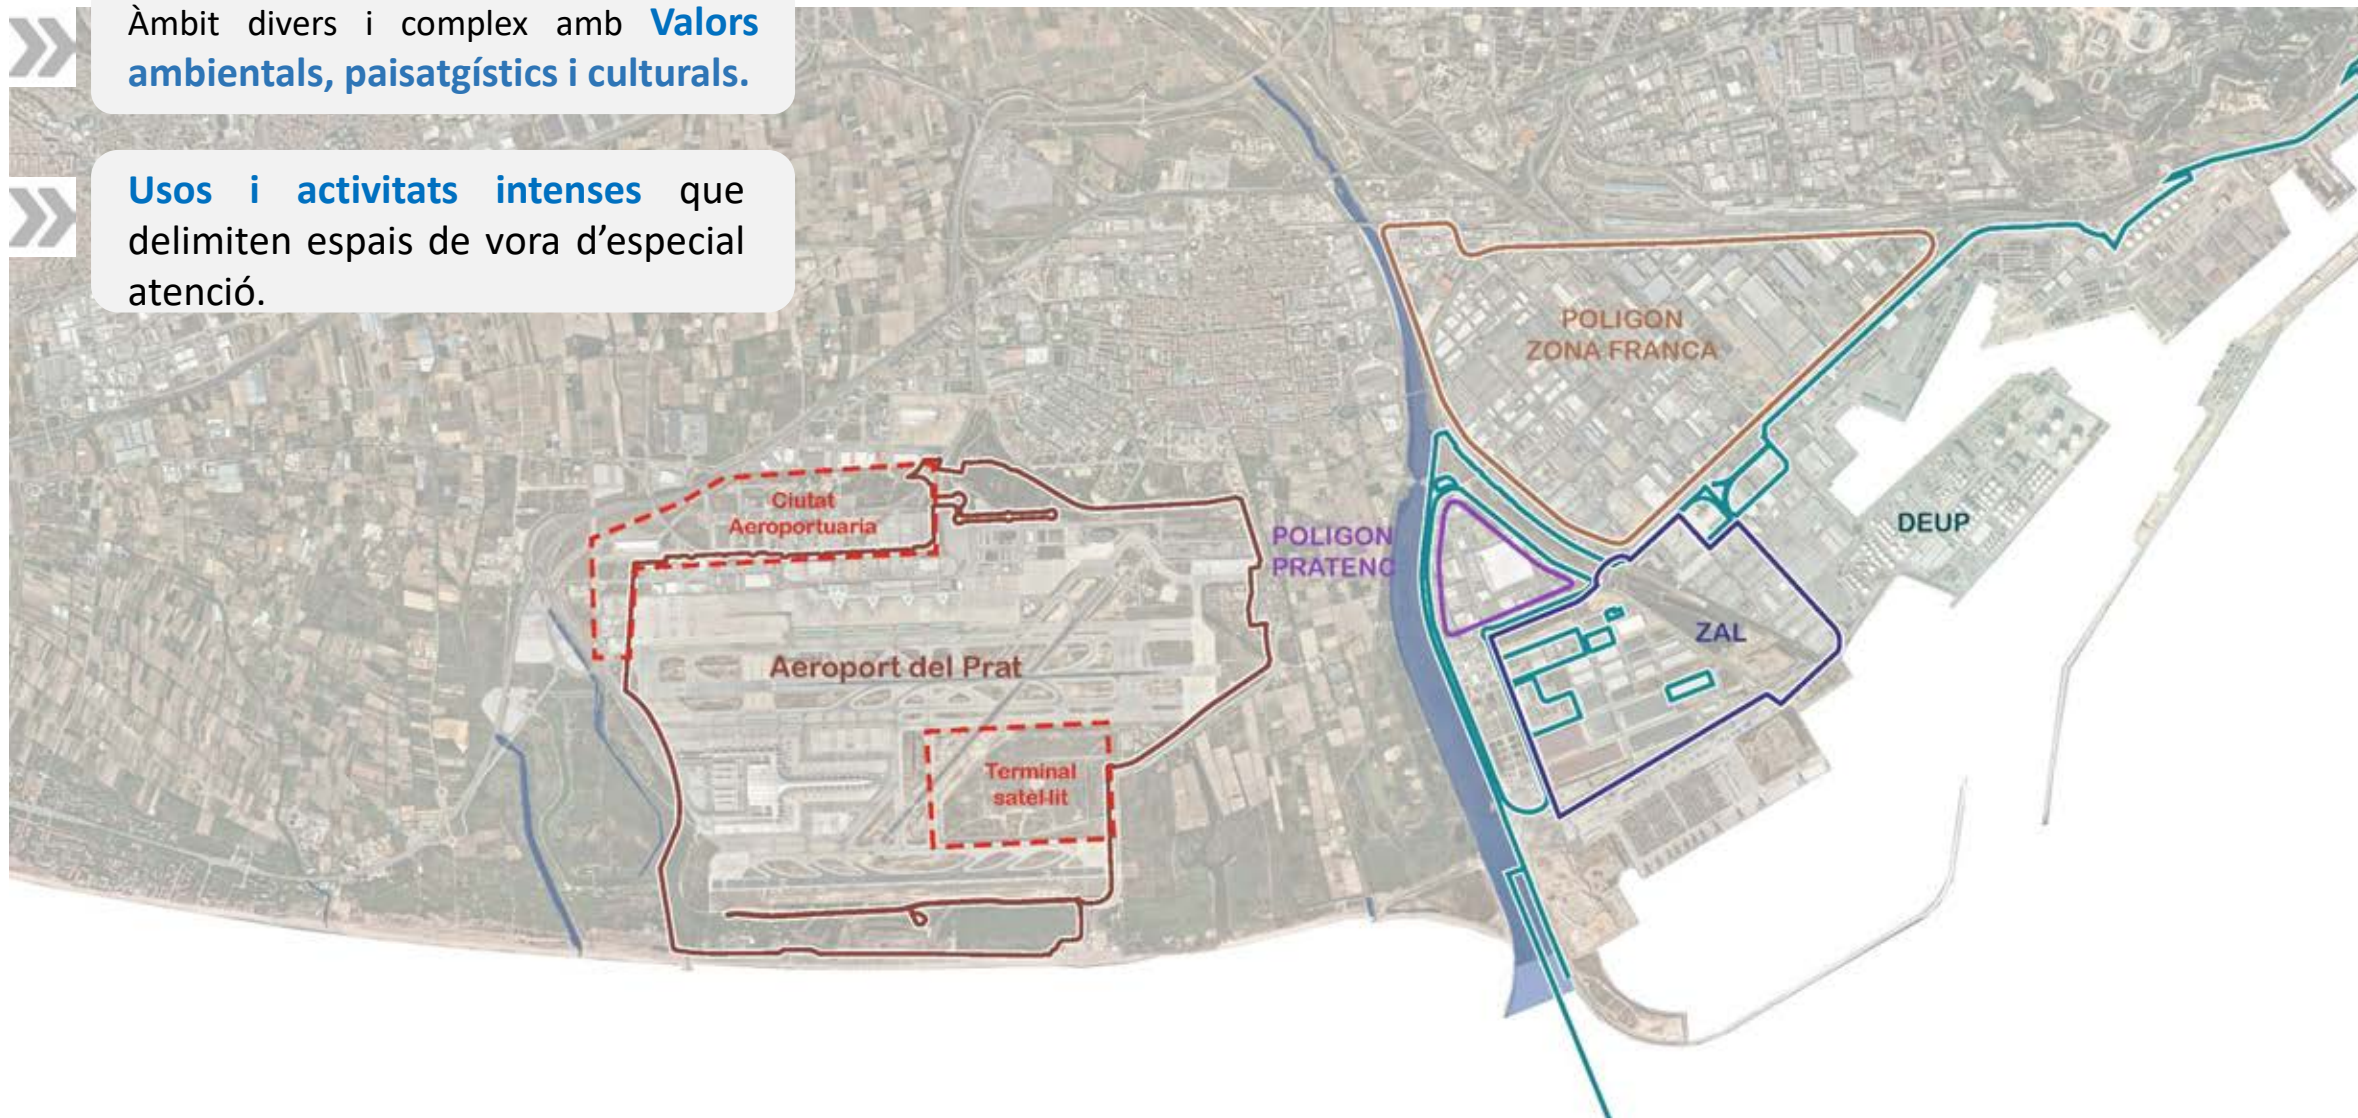 Àmbit divers i complex amb Valors
ambientals, paisatgístics i culturals.
Usos i activitats intenses que
delimiten espais de vora d’especial
atenció.
POLIGON
ZONA FRANCA
Ciutat
Aeroportuaria
POLIGON
PRATENC
DEUP
ZAL
Aeroport del Prat
Terminal
satèl·lit